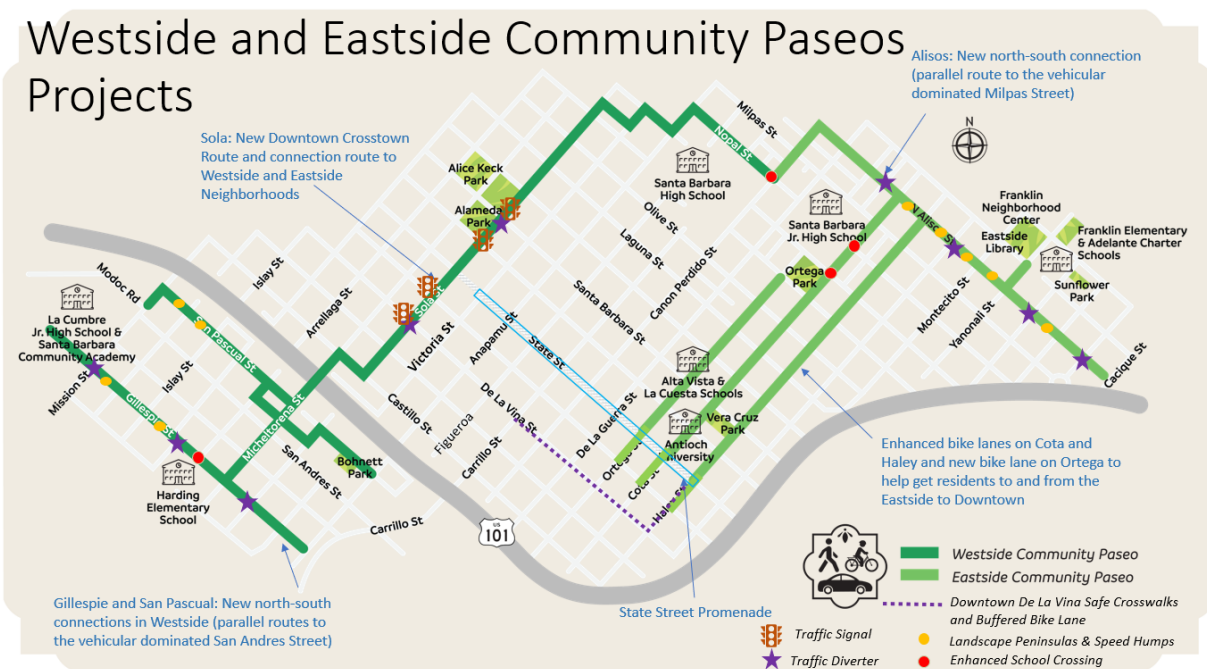 Westside and Eastside Community Paseos
Projects
Alisos: New north-south connection
(parallel route to the vehicular
dominated Milpas Street)
Sola: New Downtown Crosstown
Route and connection route to
Westside and Eastside
Neighborhoods
Milpas St
Nopal St
N
Alice Keck
Park
Alameda
Park
Santa Barbara
High School
Santa Barbara
Jr. High School
Franklin
Neighborhood
Center
Eastside
Library
Franklin Elementary
& Adelante Charter
Schools
Sunflower
Park
N Alisos St
Olive St
Laguna St
Canon Perdido St
Santa Barbara St
Ortega
Park
Montecito St
Yanonali St
Cacique St
Modoc Rd
Islay St
Arrellaga St
Sola St
Victoria St
Anapamu St
State St
La Cumbre
Jr. High School &
Santa Barbara
Community Academy
San Pascual St
Islay St
Mission St
Gillespie St
Micheltorena St
San Andres St
Bohnett
Park
Castillo St
Figueroa
Carrillo St
De La Vina St
De La Guerra St
Alta Vista &
La Cuesta Schools
Vera Cruz
Park
Antioch
University
Ortega St
Cota St
Haley St
Harding
Elementary
School
Carrillo St
US
101
Enhanced bike lanes on Cota and
Haley and new bike lane on Ortega to
help get residents to and from the
Eastside to Downtown
Gillespie and San Pascual: New north-south
connections in Westside (parallel routes to
the vehicular dominated San Andres Street)
State Street Promenade
Westside Community Paseo
Eastside Community Paseo
Downtown De La Vina Safe Crosswalks
and Buffered Bike Lane
Traffic Signal
Landscape Peninsulas & Speed Humps
Traffic Diverter
Enhanced School Crossing